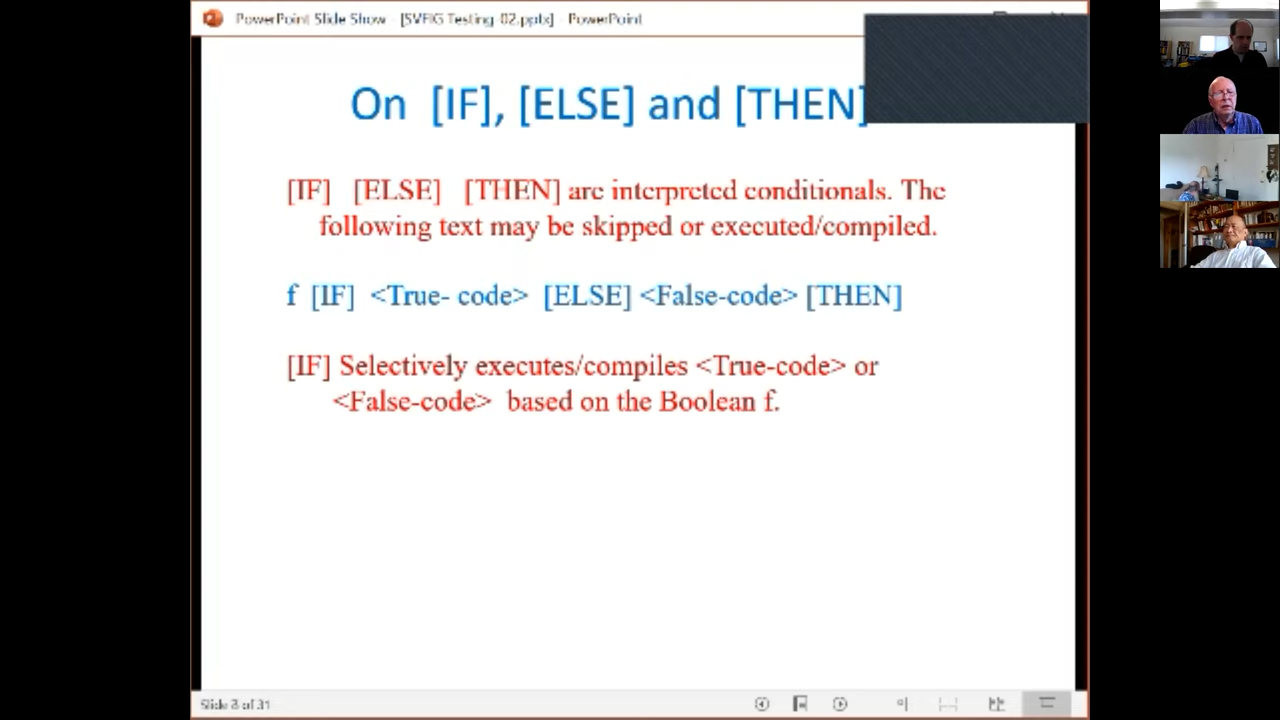 PowerPoint Slide Show - [SVFIG Testing 02.pptx] - PowerPoint
On [IF], [ELSE] and [THEN]
[IF] [ELSE] [THEN] are interpreted conditionals. The
following text may be skipped or executed/compiled.
f [IF] <True- code> [ELSE] <False-code> [THEN]
[IF] Selectively executes/compiles <True-code> or
<False-code> based on the Boolean f.
Slide 8 of 31